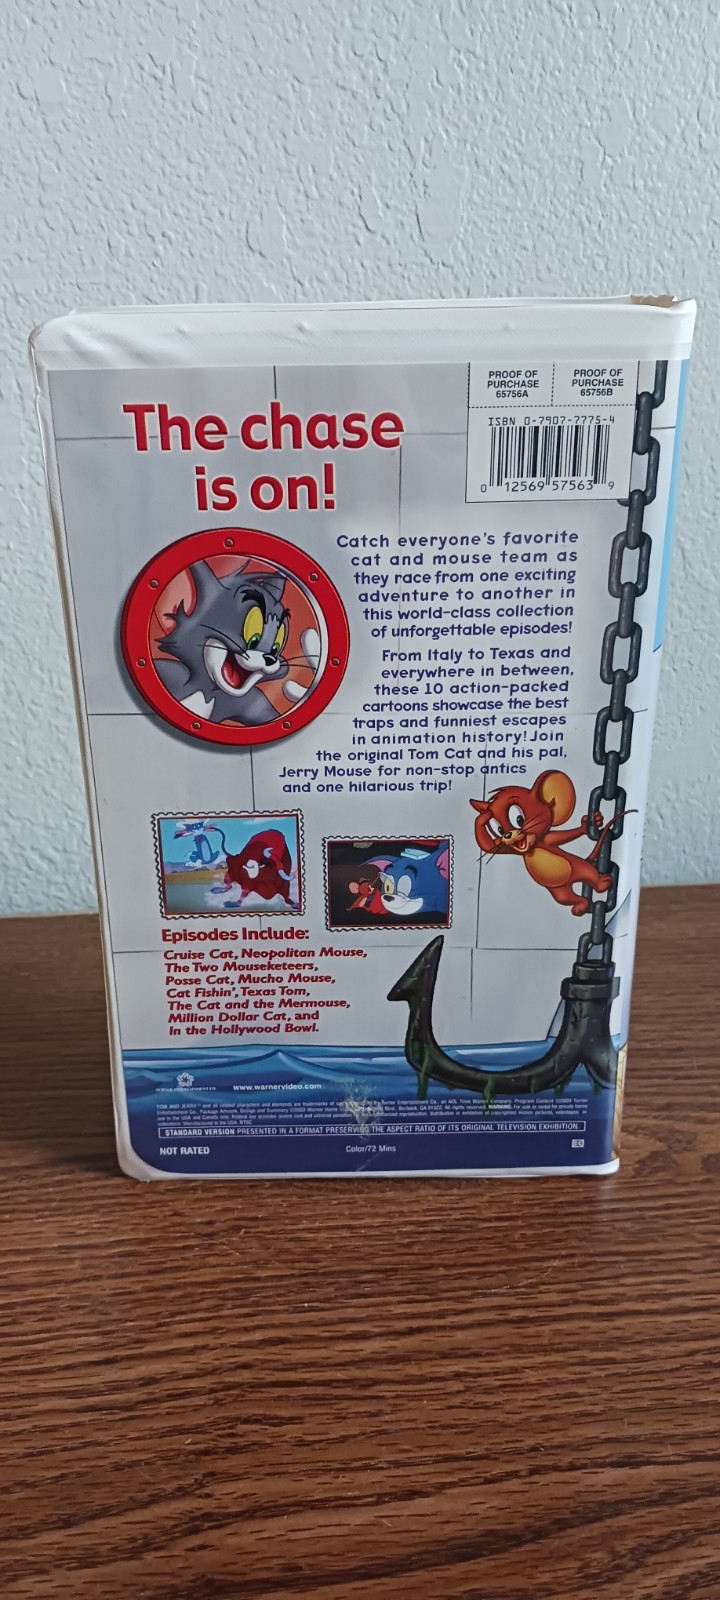 PROOF OF PURCHASE 65756A
PROOF OF PURCHASE 65756B
ISBN 0-7907-7775-4
0 12569 57563 9
The chase
is on!
Catch everyone's favorite
cat and mouse team as
they race from one exciting
adventure to another in
this world-class collection
of unforgettable episodes!
From Italy to Texas and
everywhere in between,
these 10 action-packed
cartoons showcase the best
traps and funniest escapes
in animation history! Join
the original Tom Cat and his pal,
Jerry Mouse for non-stop antics
and one hilarious trip!
Episodes Include:
Cruise Cat, Neopolitan Mouse,
The Two Mouseketeers,
Posse Cat, Mucho Mouse,
Cat Fishin', Texas Tom,
The Cat and the Mermouse,
Million Dollar Cat, and
In the Hollywood Bowl.
www.warnervideo.com
STANDARD VERSION PRESENTED IN A FORMAT PRESERVING THE ASPECT RATIO OF ITS ORIGINAL TELEVISION EXHIBITION.
NOT RATED
Color/72 Mins